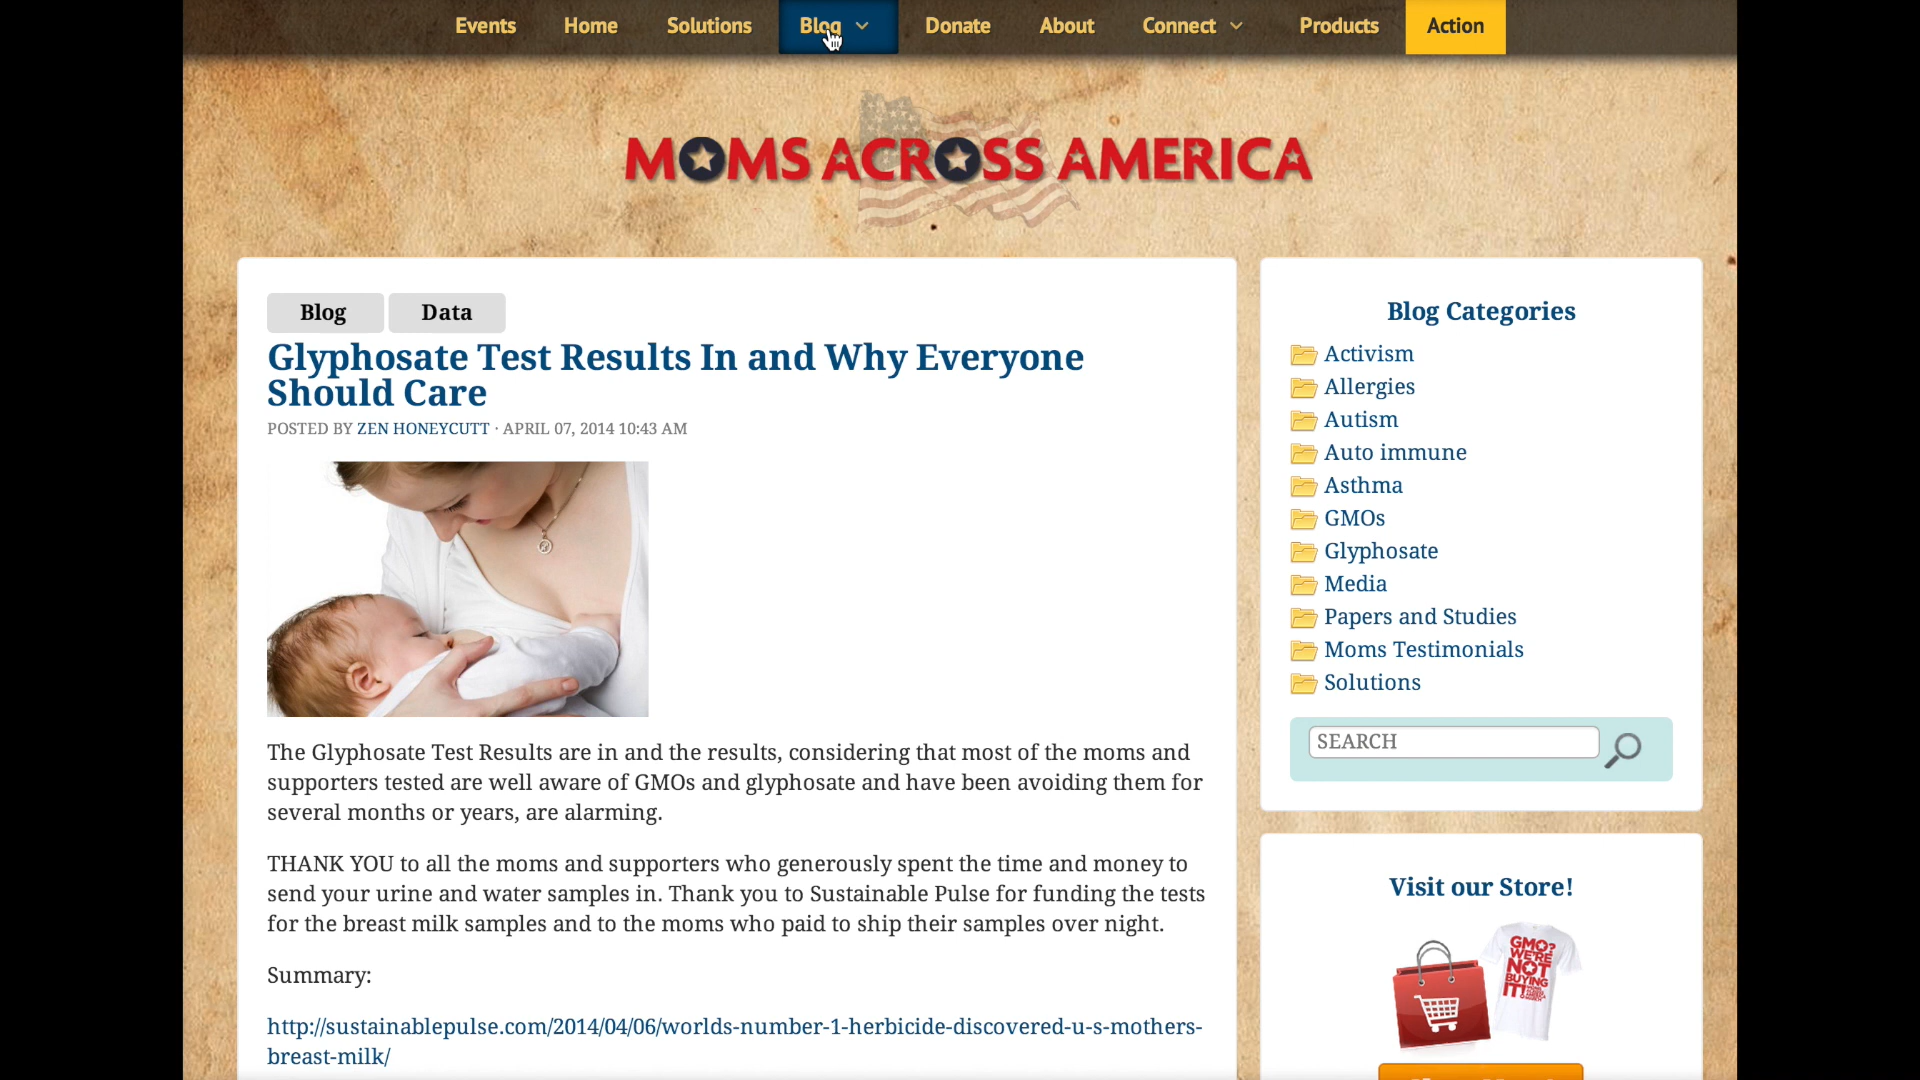 Events Home Solutions Blog Donate About Connect Products Action
MOMS ACROSS AMERICA
Blog Data
Glyphosate Test Results In and Why Everyone
Should Care
POSTED BY ZEN HONEYCUTT · APRIL 07, 2014 10:43 AM
The Glyphosate Test Results are in and the results, considering that most of the moms and
supporters tested are well aware of GMOs and glyphosate and have been avoiding them for
several months or years, are alarming.
THANK YOU to all the moms and supporters who generously spent the time and money to
send your urine and water samples in. Thank you to Sustainable Pulse for funding the tests
for the breast milk samples and to the moms who paid to ship their samples over night.
Summary:
http://sustainablepulse.com/2014/04/06/worlds-number-1-herbicide-discovered-u-s-mothers-
breast-milk/
Blog Categories
Activism
Allergies
Autism
Auto immune
Asthma
GMOs
Glyphosate
Media
Papers and Studies
Moms Testimonials
Solutions
SEARCH
Visit our Store!
GMO?
WE'RE
NOT
BUYING
IT!